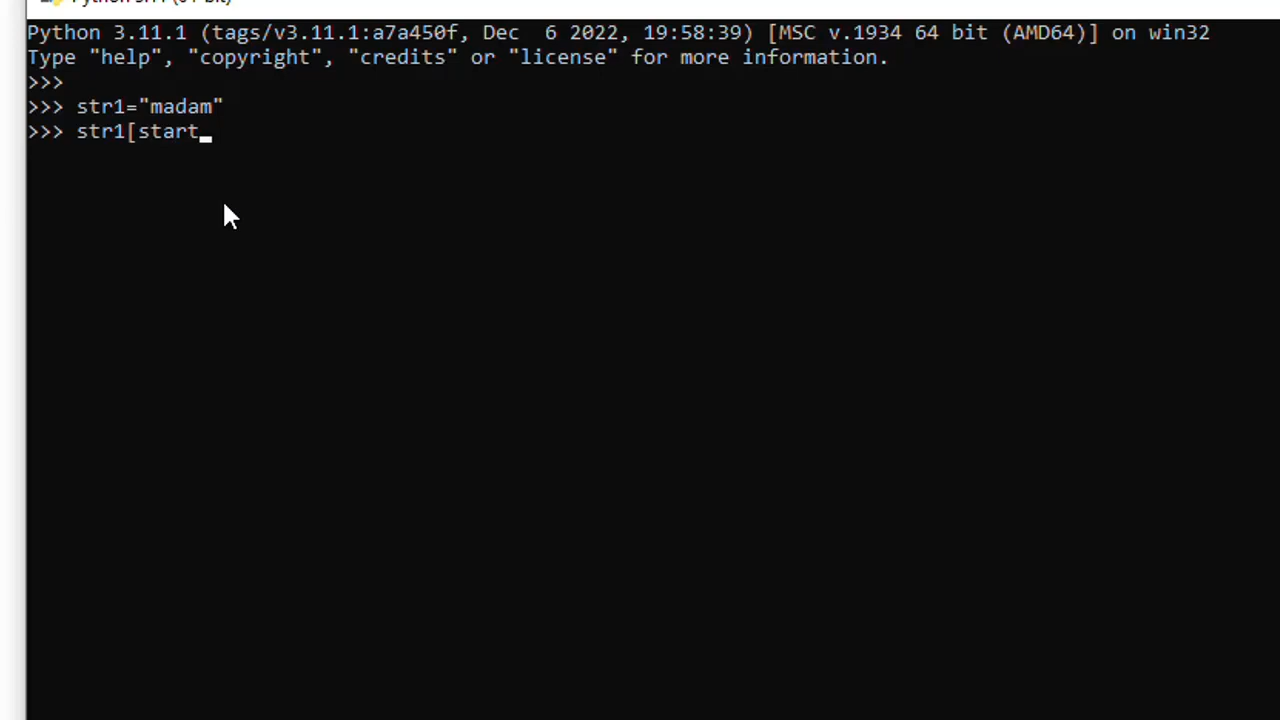 Python 3.11.1 (tags/v3.11.1:a7a450f, Dec  6 2022, 19:58:39) [MSC v.1934 64 bit (AMD64)] on win32
Type "help", "copyright", "credits" or "license" for more information.
>>>
>>> str1="madam"
>>> str1[start